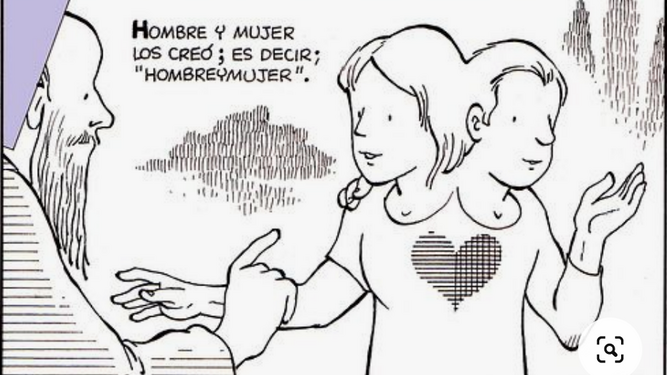 HOMBRE Y MUJER
LOS CREÓ; ES DECIR;
"HOMBREYMUJER".